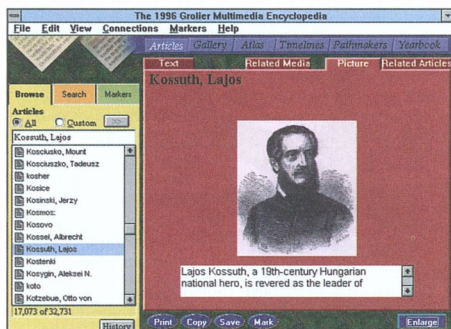 The 1996 Grolier Multimedia Encyclopedia
File Edit View Connections Markers Help
Articles Gallery Atlas Timelines Pathmakers Yearbook
Text Related Media Picture Related Articles
Kossuth, Lajos
Browse Search Markers
Articles
All Custom
Kossuth, Lajos
Kosciusko, Mount
Kosciuszko, Tadeusz
kosher
Kosice
Kosinski, Jerzy
Kosmos:
Kosovo
Kossel, Albrecht
Kossuth, Lajos
Kostenki
Kosygin, Aleksei N.
koto
Kotzebue, Otto von
17,073 of 32,731
History
Lajos Kossuth, a 19th-century Hungarian
national hero, is revered as the leader of
Print Copy Save Mark Enlarge